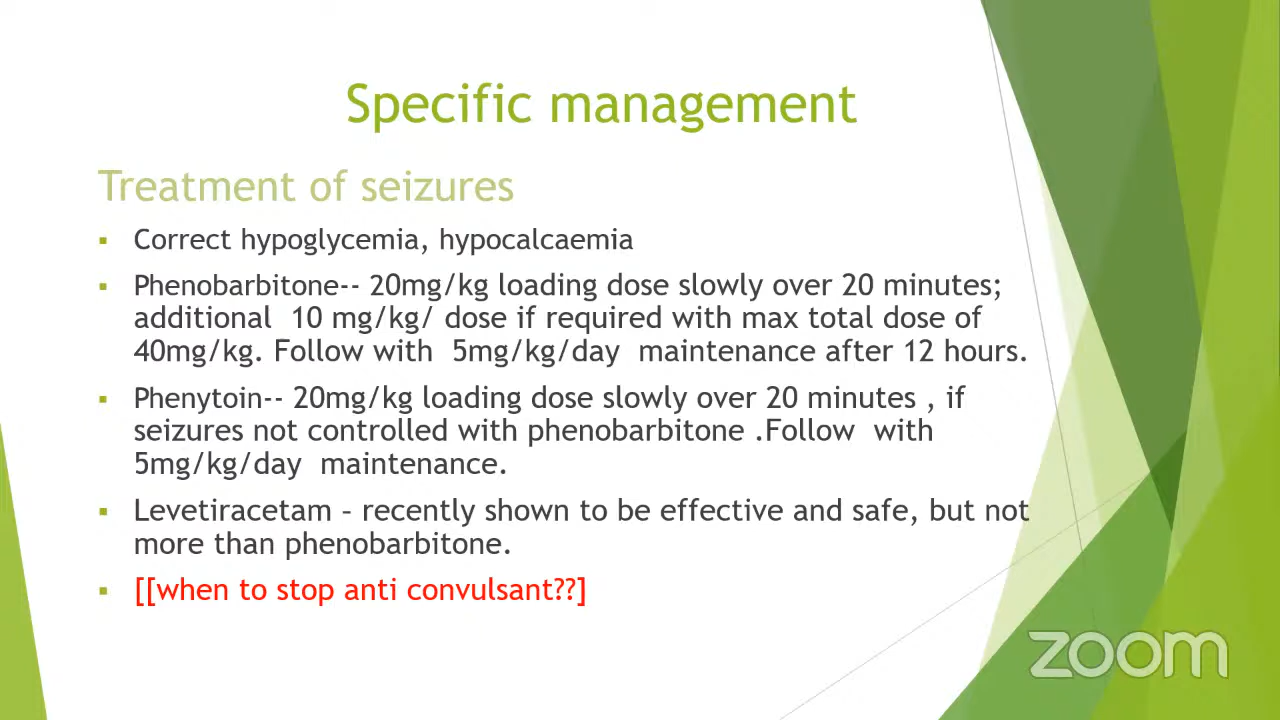 Specific management
Treatment of seizures
▪ Correct hypoglycemia, hypocalcaemia
▪ Phenobarbitone-- 20mg/kg loading dose slowly over 20 minutes;
additional 10 mg/kg/ dose if required with max total dose of
40mg/kg. Follow with 5mg/kg/day maintenance after 12 hours.
▪ Phenytoin-- 20mg/kg loading dose slowly over 20 minutes , if
seizures not controlled with phenobarbitone .Follow with
5mg/kg/day maintenance.
▪ Levetiracetam – recently shown to be effective and safe, but not
more than phenobarbitone.
▪ [[when to stop anti convulsant??]
zoom